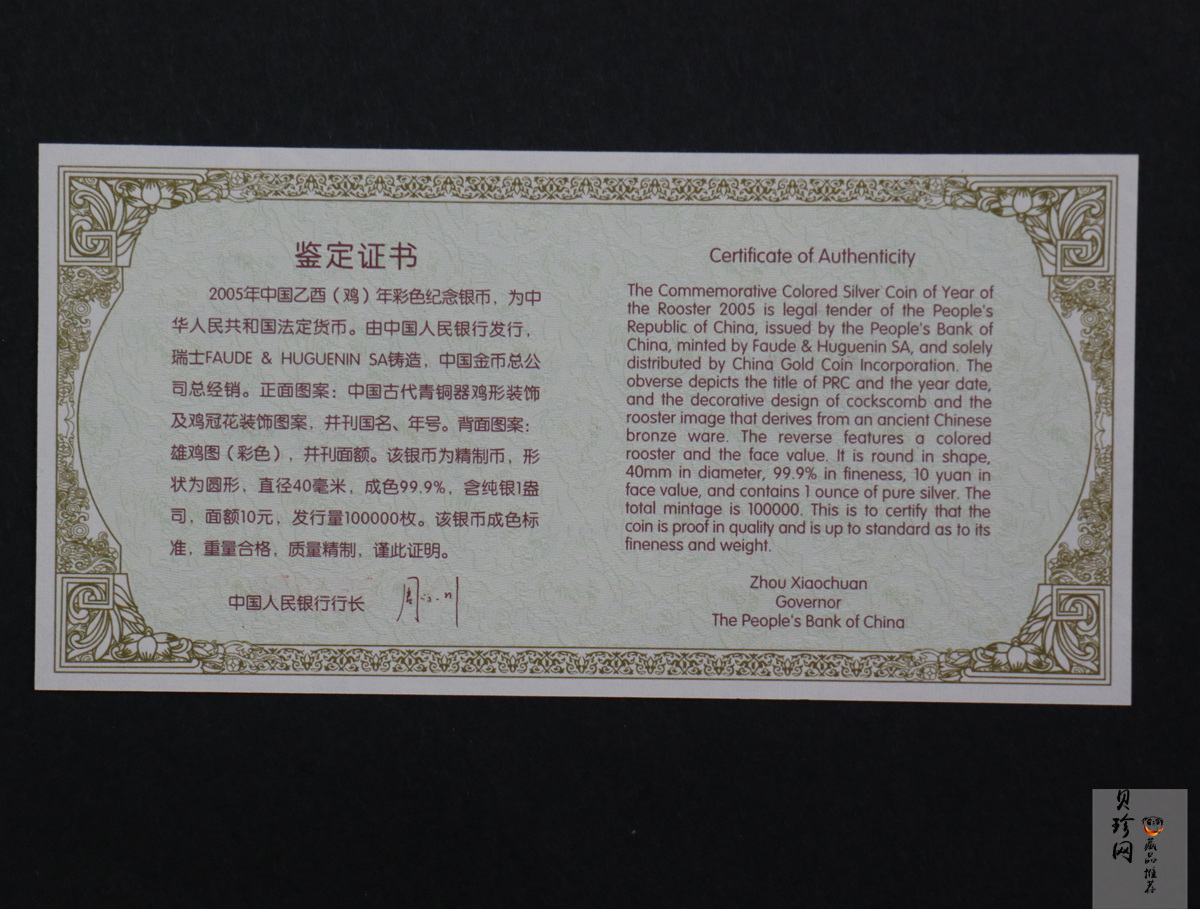 鉴定证书
2005年中国乙酉（鸡）年彩色纪念银币，为中
华人民共和国法定货币。由中国人民银行发行，
瑞士FAUDE & HUGUENIN SA铸造，中国金币总公
司总经销。正面图案：中国古代青铜器鸡形装饰
及鸡冠花装饰图案，并刊国名、年号。背面图案：
雄鸡图（彩色），并刊面额。该银币为精制币，形
状为圆形，直径40毫米，成色99.9%，含纯银1盎
司，面额10元，发行量100000枚。该银币成色标
准，重量合格，质量精制，谨此证明。
中国人民银行行长
Certificate of Authenticity
The Commemorative Colored Silver Coin of Year of
the Rooster 2005 is legal tender of the People's
Republic of China, issued by the People's Bank of
China, minted by Faude & Huguenin SA, and solely
distributed by China Gold Coin Incorporation. The
obverse depicts the title of PRC and the year date,
and the decorative design of cockscomb and the
rooster image that derives from an ancient Chinese
bronze ware. The reverse features a colored
rooster and the face value. It is round in shape,
40mm in diameter, 99.9% in fineness, 10 yuan in
face value, and contains 1 ounce of pure silver. The
total mintage is 100000. This is to certify that the
coin is proof in quality and is up to standard as to its
fineness and weight.
Zhou Xiaochuan
Governor
The People's Bank of China
贝珍网
藏品推荐